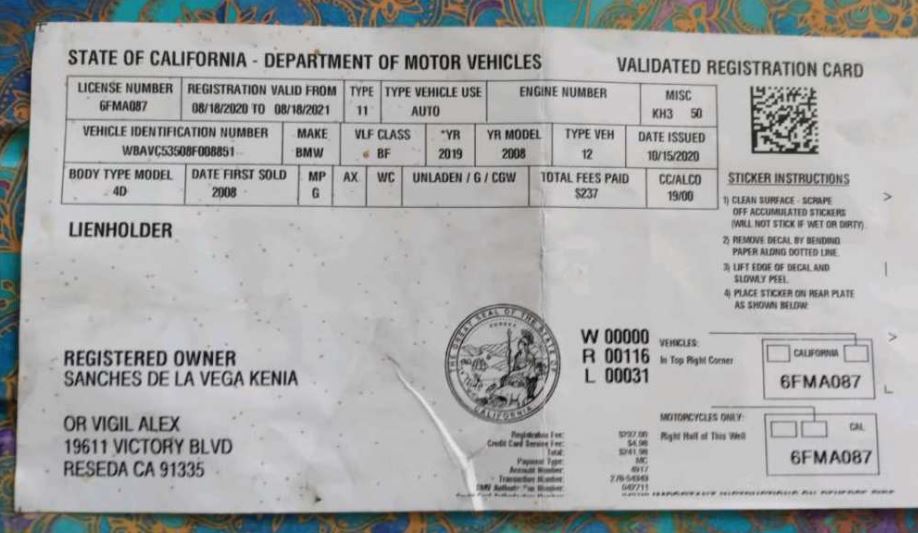 STATE OF CALIFORNIA - DEPARTMENT OF MOTOR VEHICLES
VALIDATED REGISTRATION CARD
LICENSE NUMBER REGISTRATION VALID FROM TYPE TYPE VEHICLE USE ENGINE NUMBER MISC
6FMA087 08/18/2020 TO 08/18/2021 11 AUTO KH3 50
VEHICLE IDENTIFICATION NUMBER MAKE VLF CLASS *YR YR MODEL TYPE VEH DATE ISSUED
WBAVC53508F008851 BMW BF 2019 2008 12 10/15/2020
BODY TYPE MODEL DATE FIRST SOLD MP AX WC UNLADEN / G / CGW TOTAL FEES PAID CC/ALCO
4D 2008 G $237 19/00
STICKER INSTRUCTIONS
1) CLEAN SURFACE - SCRAPE
OFF ACCUMULATED STICKERS
(WILL NOT STICK IF WET OR DIRTY).
2) REMOVE DECAL BY BENDING
PAPER ALONG DOTTED LINE.
3) LIFT EDGE OF DECAL AND
SLOWLY PEEL.
4) PLACE STICKER ON REAR PLATE
AS SHOWN BELOW:
LIENHOLDER
REGISTERED OWNER
SANCHES DE LA VEGA KENIA
OR VIGIL ALEX
19611 VICTORY BLVD
RESEDA CA 91335
THE GREAT SEAL OF THE STATE OF CALIFORNIA
EUREKA
W 00000
R 00116
L 00031
VEHICLES:
In Top Right Corner
CALIFORNIA
6FMA087
MOTORCYCLES ONLY:
Right Half of This Well
CAL
6FMA087
Registration Fee: $237.00
Credit Card Service Fee: $4.98
Total: $241.98
Payment Type: MC
Account Number: 4917
Transaction Number: